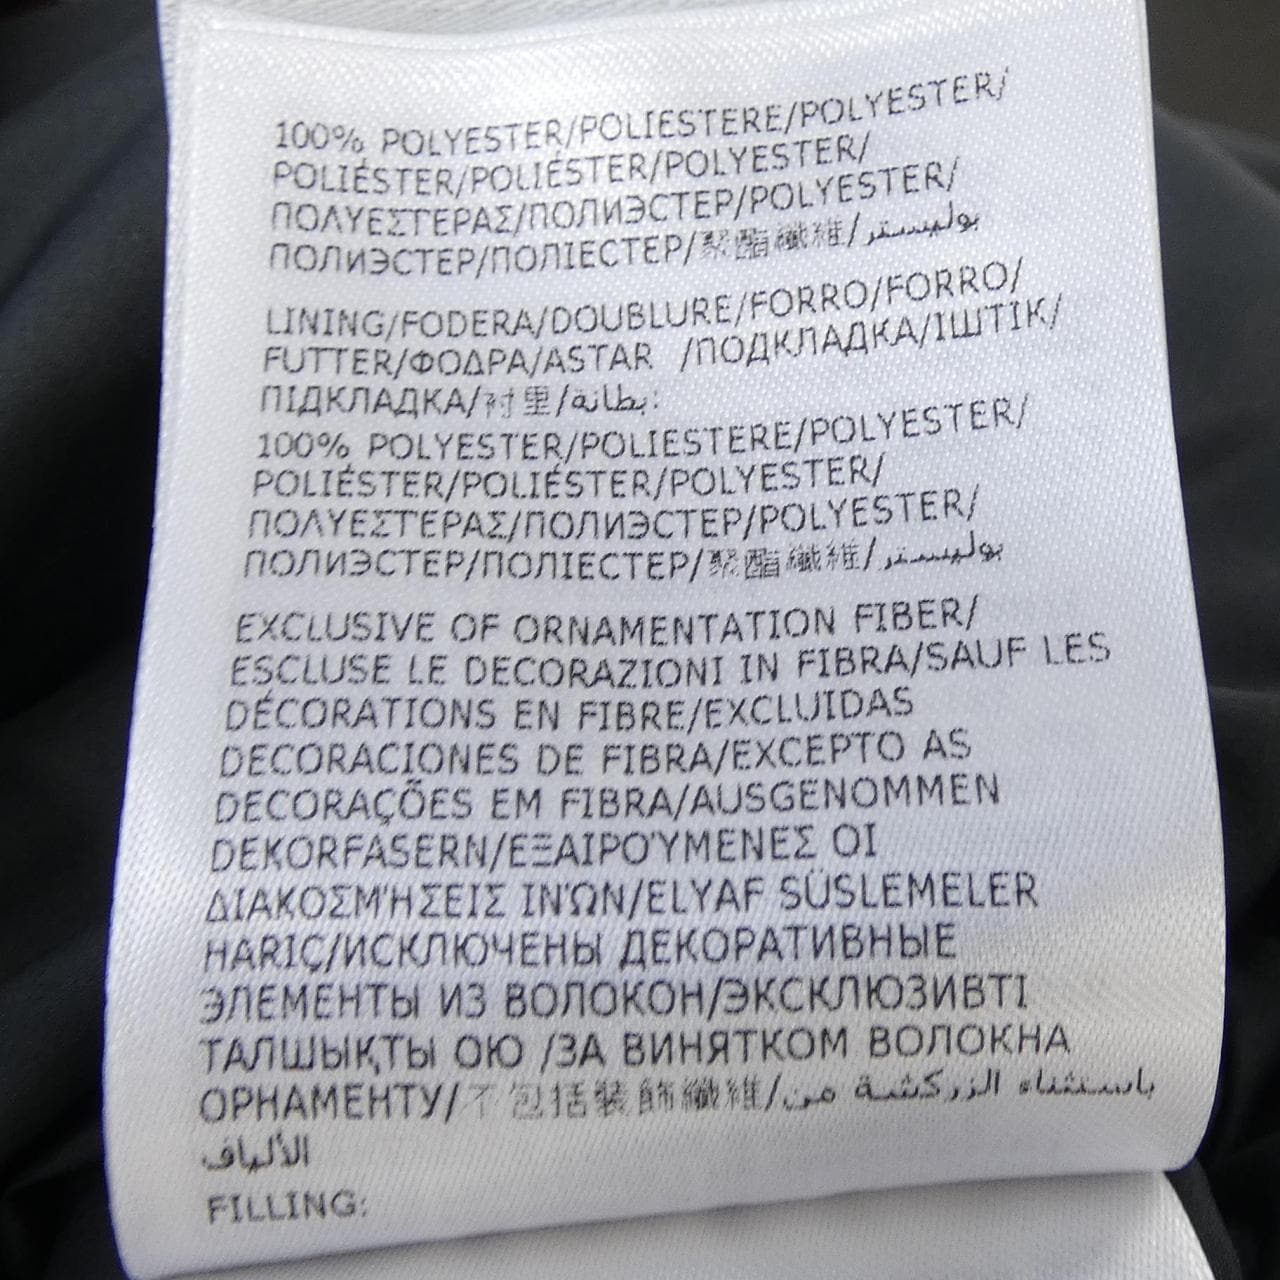 100% POLYESTER/POLIESTERE/POLYESTER/
POLIÉSTER/POLIÉSTER/POLYESTER/
ΠΟΛΥΕΣΤΕΡΑΣ/ПОЛИЭСТЕР/POLYESTER/
ПОЛИЭСТЕР/ПОЛІЕСТЕР/聚酯纖維/بوليستر
LINING/FODERA/DOUBLURE/FORRO/FORRO/
FUTTER/ΦΟΔΡΑ/ASTAR /ПОДКЛАДКА/ІШТІК/
ПІДКЛАДКА/衬里/بطانة:
100% POLYESTER/POLIESTERE/POLYESTER/
POLIÉSTER/POLIÉSTER/POLYESTER/
ΠΟΛΥΕΣΤΕΡΑΣ/ПОЛИЭСТЕР/POLYESTER/
ПОЛИЭСТЕР/ПОЛІЕСТЕР/聚酯纖維/بوليستر
EXCLUSIVE OF ORNAMENTATION FIBER/
ESCLUSE LE DECORAZIONI IN FIBRA/SAUF LES
DÉCORATIONS EN FIBRE/EXCLUIDAS
DECORACIONES DE FIBRA/EXCEPTO AS
DECORAÇÕES EM FIBRA/AUSGENOMMEN
DEKORFASERN/ΕΞΑΙΡΟΎΜΕΝΕΣ ΟΙ
ΔΙΑΚΟΣΜΉΣΕΙΣ ΙΝΏΝ/ELYAF SÜSLEMELER
HARIÇ/ИСКЛЮЧЕНЫ ДЕКОРАТИВНЫЕ
ЭЛЕМЕНТЫ ИЗ ВОЛОКОН/ЭКСКЛЮЗИВТІ
ТАЛШЫҚТЫ ОЮ /ЗА ВИНЯТКОМ ВОЛОКНА
ОРНАМЕНТУ/不包括裝飾纖維/باستثناء الزركشة من
الألياف
FILLING: